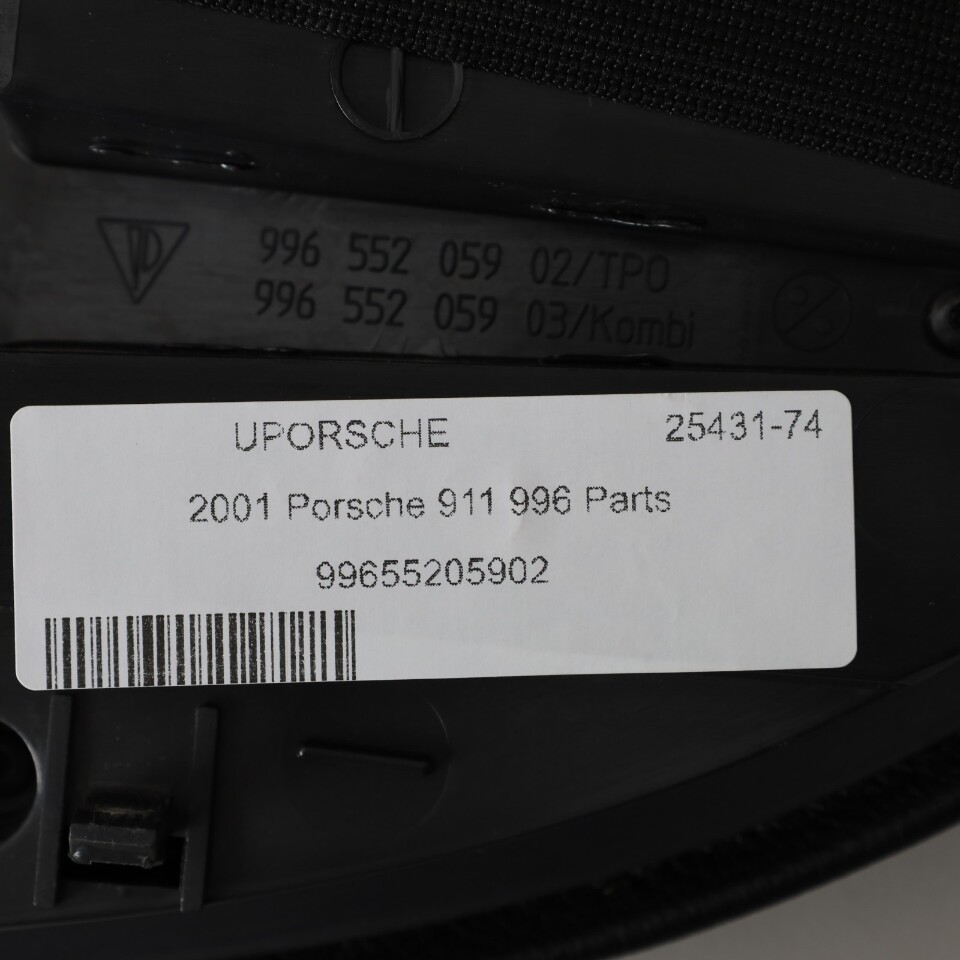 996 552 059 02/TPO
996 552 059 03/Kombi
UPORSCHE 25431-74
2001 Porsche 911 996 Parts
99655205902